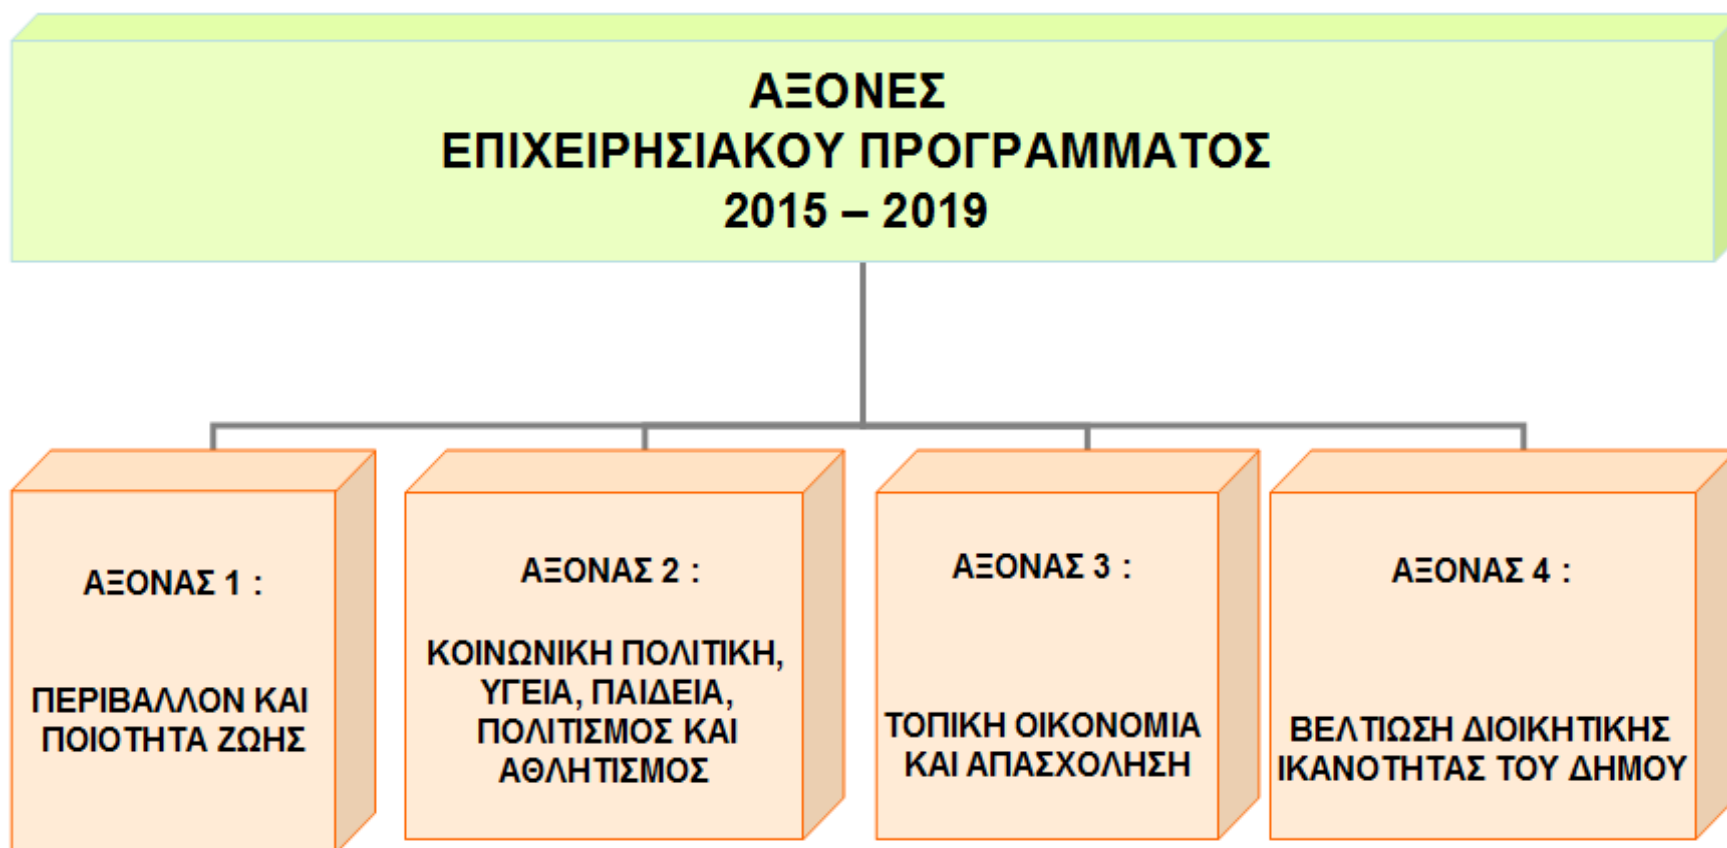 ΑΞΟΝΕΣ
ΕΠΙΧΕΙΡΗΣΙΑΚΟΥ ΠΡΟΓΡΑΜΜΑΤΟΣ
2015 – 2019
ΑΞΟΝΑΣ 1 :
ΠΕΡΙΒΑΛΛΟΝ ΚΑΙ
ΠΟΙΟΤΗΤΑ ΖΩΗΣ
ΑΞΟΝΑΣ 2 :
ΚΟΙΝΩΝΙΚΗ ΠΟΛΙΤΙΚΗ,
ΥΓΕΙΑ, ΠΑΙΔΕΙΑ,
ΠΟΛΙΤΙΣΜΟΣ ΚΑΙ
ΑΘΛΗΤΙΣΜΟΣ
ΑΞΟΝΑΣ 3 :
ΤΟΠΙΚΗ ΟΙΚΟΝΟΜΙΑ
ΚΑΙ ΑΠΑΣΧΟΛΗΣΗ
ΑΞΟΝΑΣ 4 :
ΒΕΛΤΙΩΣΗ ΔΙΟΙΚΗΤΙΚΗΣ
ΙΚΑΝΟΤΗΤΑΣ ΤΟΥ ΔΗΜΟΥ